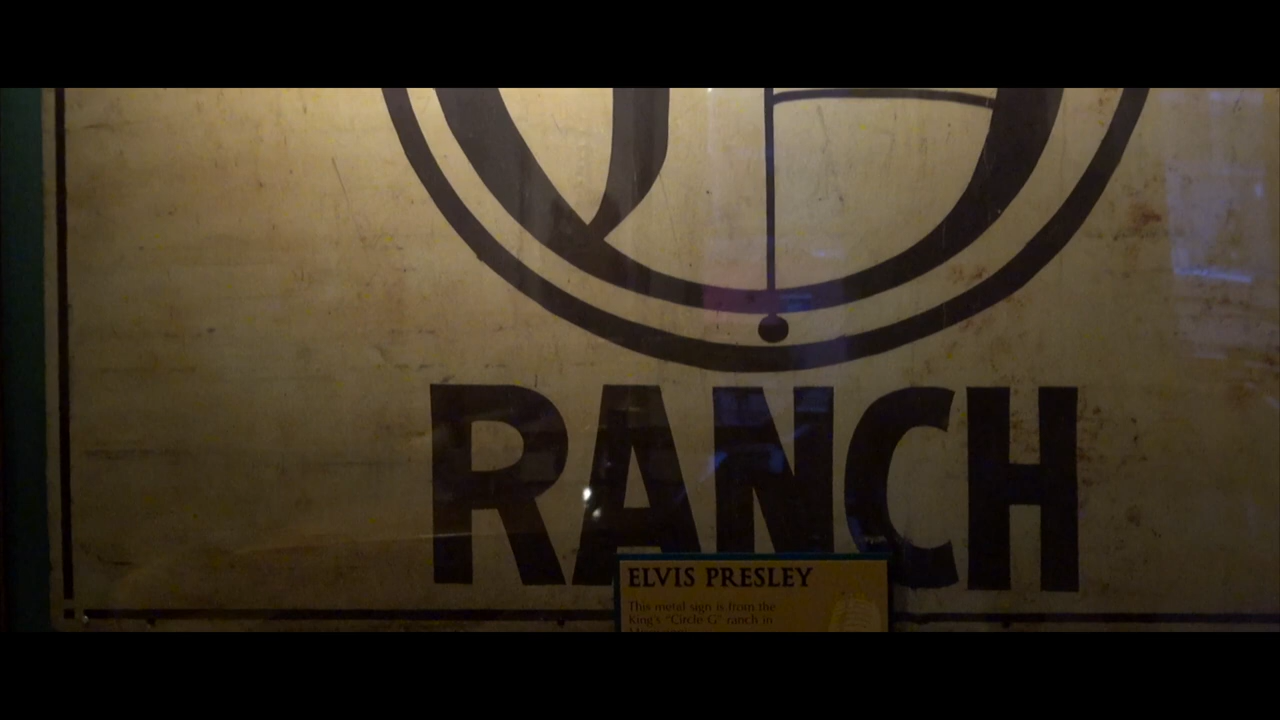 RANCH
ELVIS PRESLEY
This metal sign is from the
King's "Circle G" ranch in